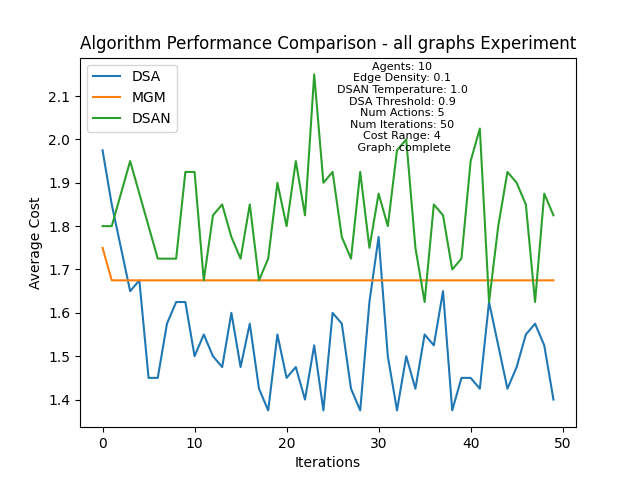 Algorithm Performance Comparison - all graphs Experiment
DSA
MGM
DSAN
Agents: 10
Edge Density: 0.1
DSAN Temperature: 1.0
DSA Threshold: 0.9
Num Actions: 5
Num Iterations: 50
Cost Range: 4
Graph: complete
Average Cost
2.1
2.0
1.9
1.8
1.7
1.6
1.5
1.4
0 10 20 30 40 50
Iterations